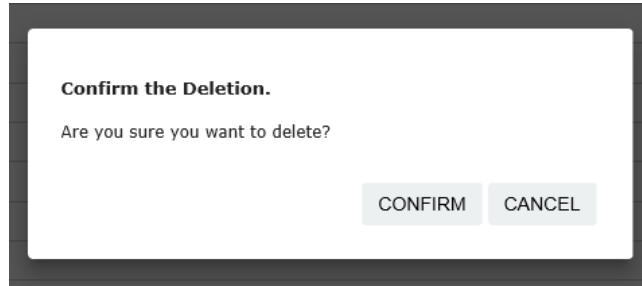 Confirm the Deletion.
Are you sure you want to delete?
CONFIRM CANCEL